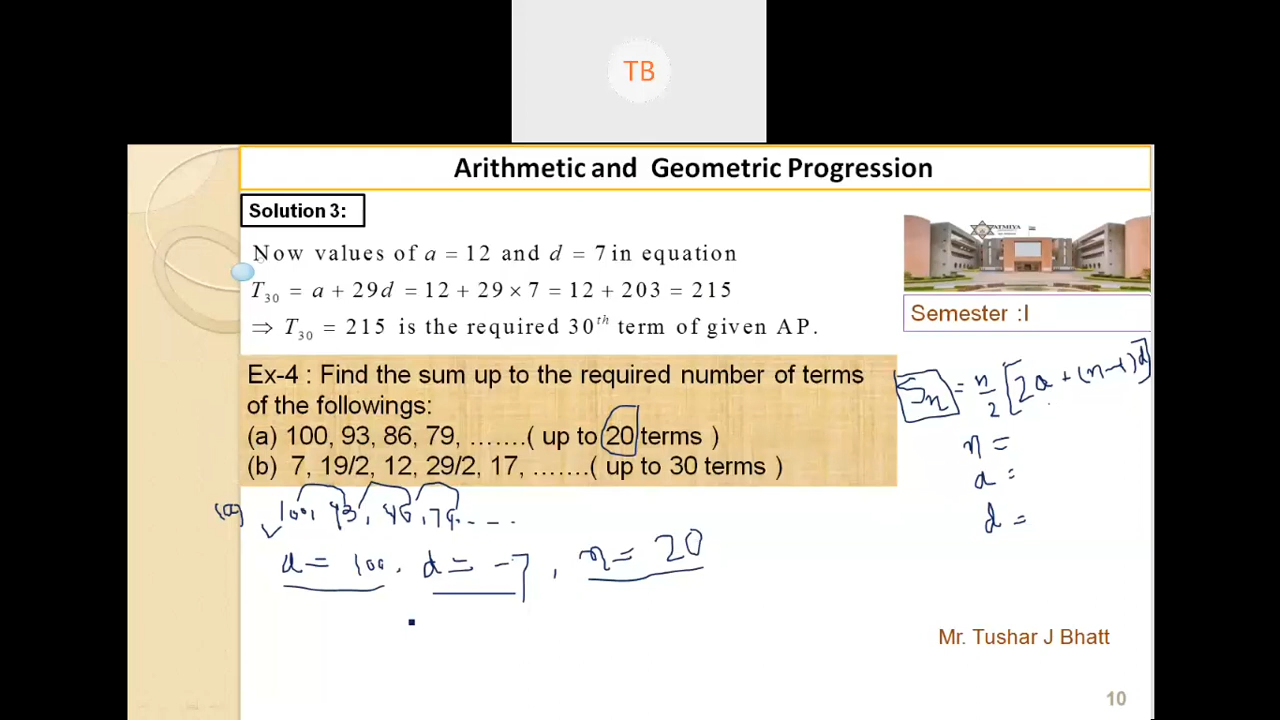 TB
Arithmetic and Geometric Progression
Solution 3:
Now values of a = 12 and d = 7 in equation
T₃₀ = a + 29d = 12 + 29 × 7 = 12 + 203 = 215
⇒ T₃₀ = 215 is the required 30ᵗʰ term of given AP.
ATMIYA
Semester :I
Ex-4 : Find the sum up to the required number of terms
of the followings:
(a) 100, 93, 86, 79, .......( up to 20 terms )
(b) 7, 19/2, 12, 29/2, 17, .......( up to 30 terms )
Sn = n/2 [2a + (n-1)d]
n =
a =
d =
(a) 100, 93, 86, 79, - - -
a = 100, d = -7, n = 20
Mr. Tushar J Bhatt
10